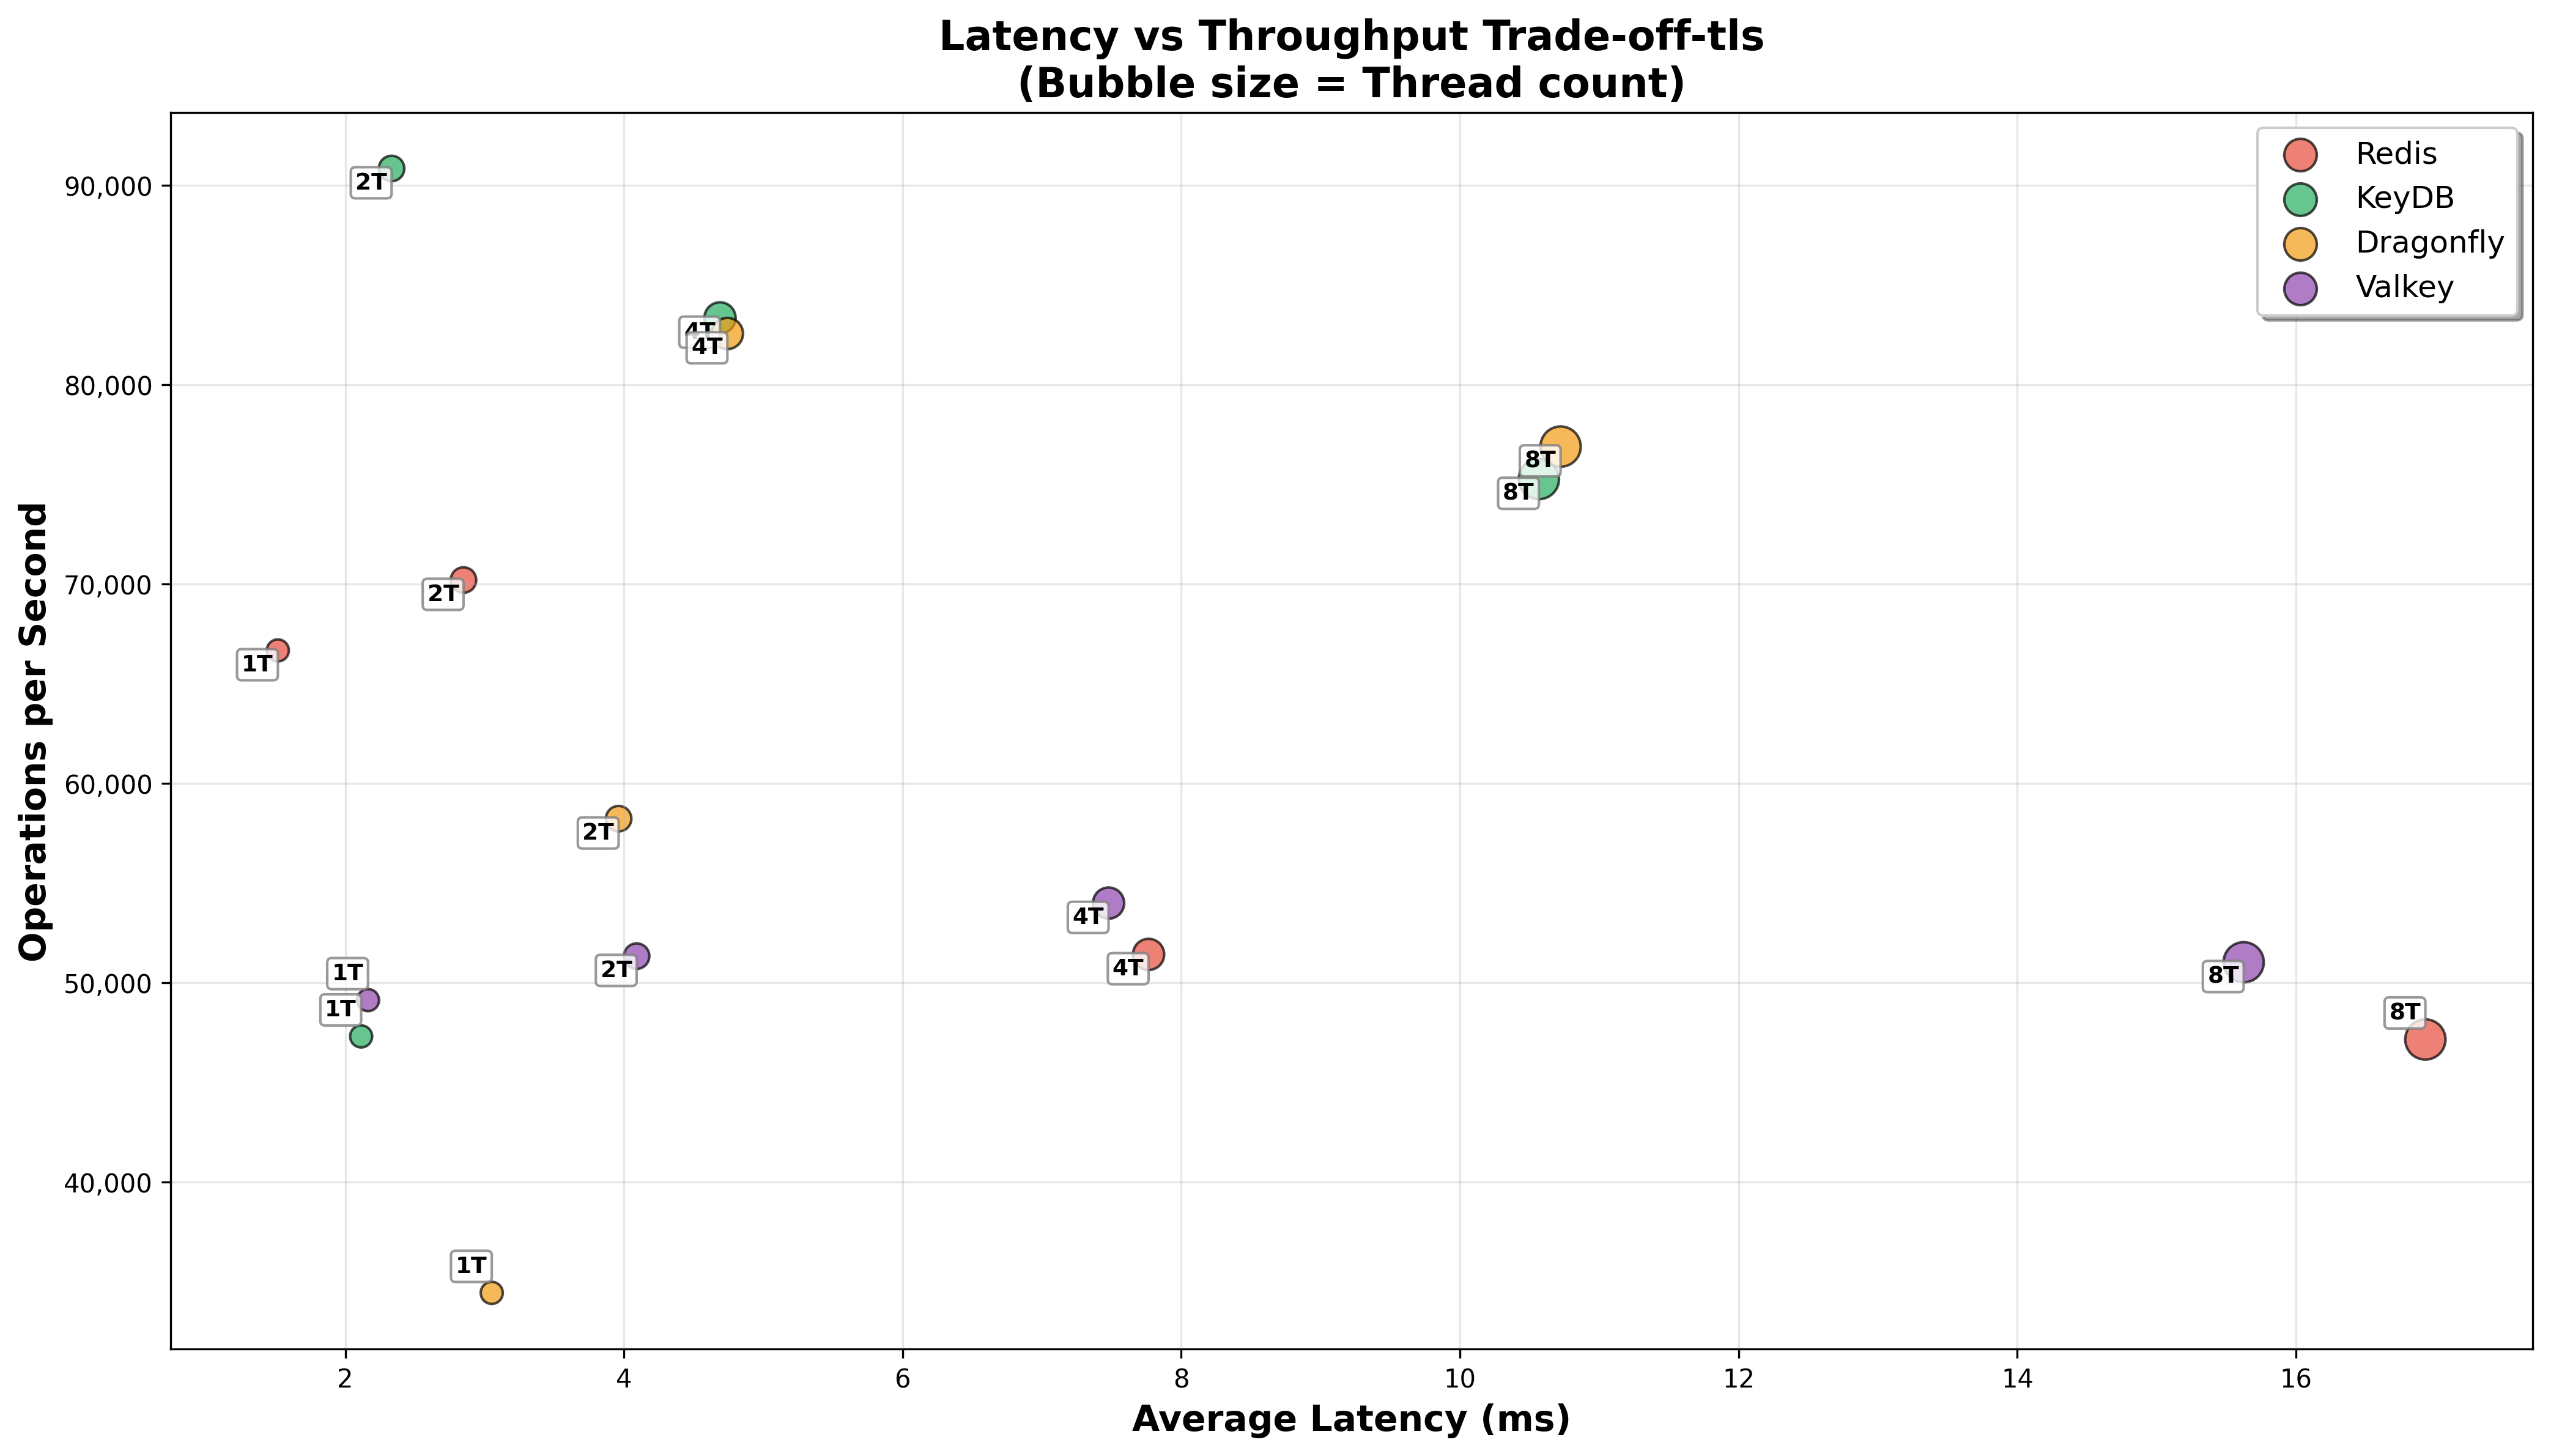 Latency vs Throughput Trade-off-tls
(Bubble size = Thread count)
Operations per Second
90,000
80,000
70,000
60,000
50,000
40,000
2T
4T
4T
8T
8T
2T
1T
2T
4T
2T
4T
1T
1T
8T
8T
1T
Redis
KeyDB
Dragonfly
Valkey
2
4
6
8
10
12
14
16
Average Latency (ms)